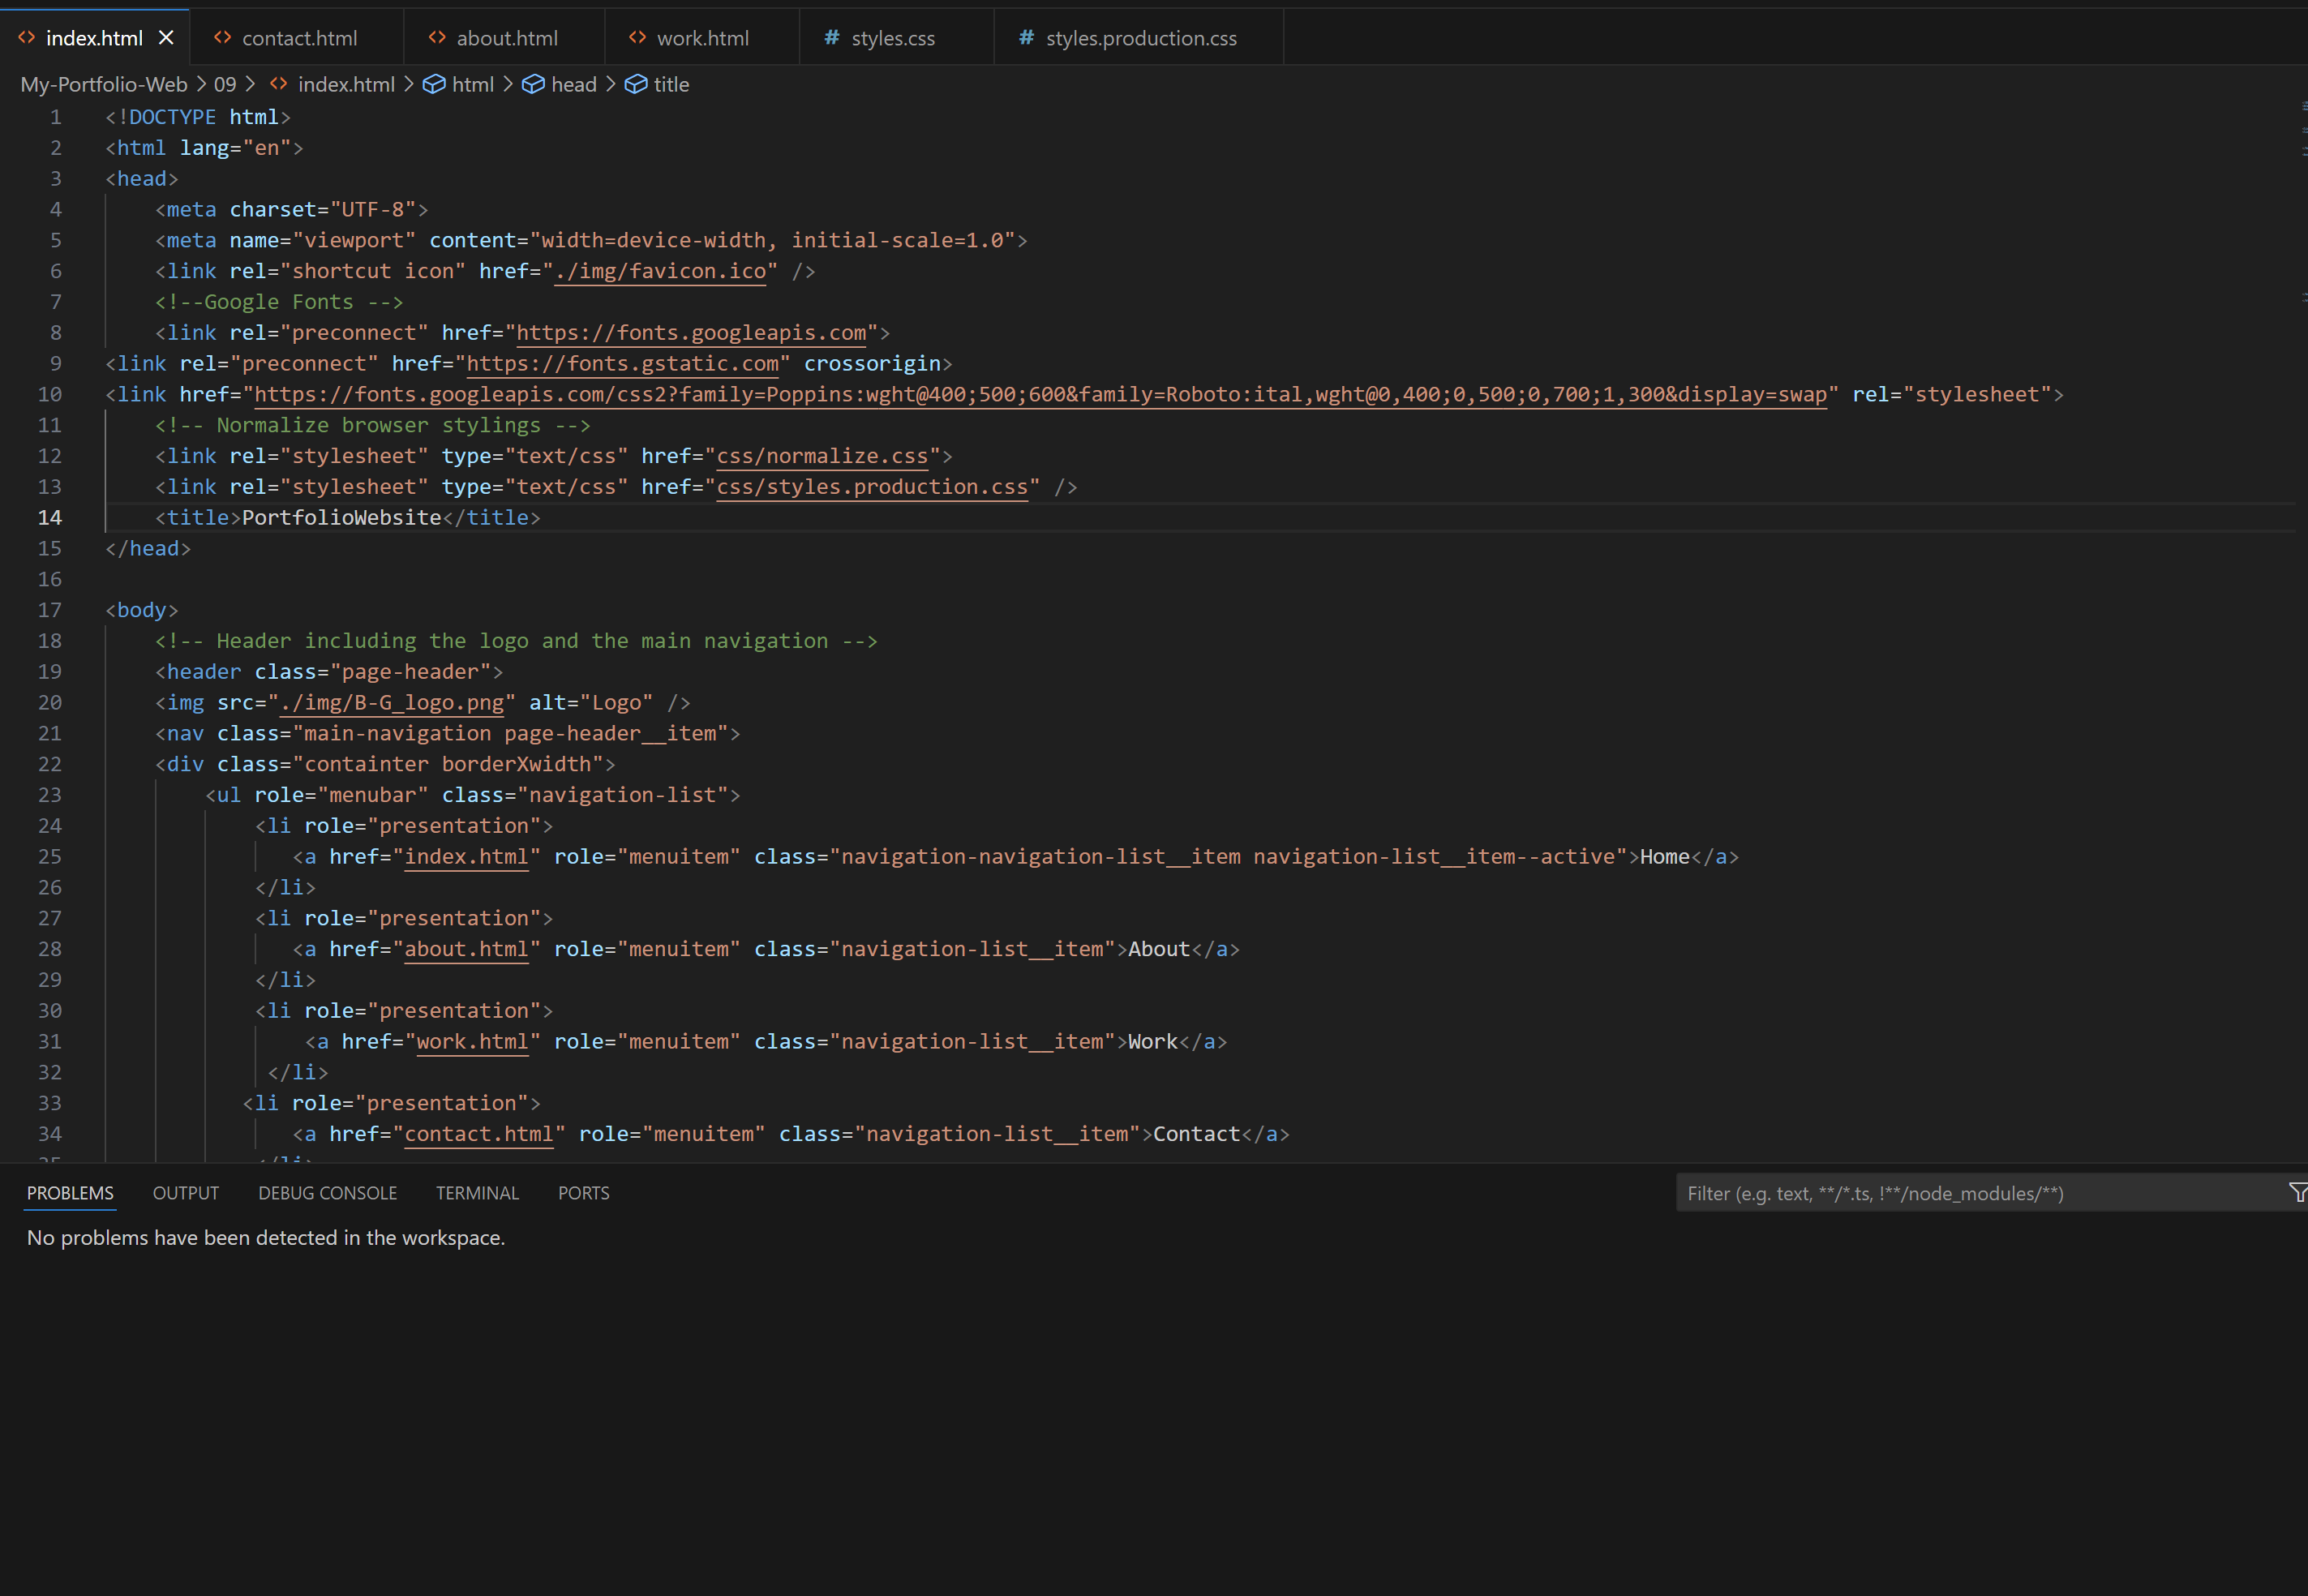 index.html
contact.html
about.html
work.html
# styles.css
# styles.production.css
My-Portfolio-Web > 09 > index.html > html > head > title
1 <!DOCTYPE html>
2 <html lang="en">
3 <head>
4 <meta charset="UTF-8">
5 <meta name="viewport" content="width=device-width, initial-scale=1.0">
6 <link rel="shortcut icon" href="./img/favicon.ico" />
7 <!--Google Fonts -->
8 <link rel="preconnect" href="https://fonts.googleapis.com">
9 <link rel="preconnect" href="https://fonts.gstatic.com" crossorigin>
10 <link href="https://fonts.googleapis.com/css2?family=Poppins:wght@400;500;600&family=Roboto:ital,wght@0,400;0,500;0,700;1,300&display=swap" rel="stylesheet">
11 <!-- Normalize browser stylings -->
12 <link rel="stylesheet" type="text/css" href="css/normalize.css">
13 <link rel="stylesheet" type="text/css" href="css/styles.production.css" />
14 <title>PortfolioWebsite</title>
15 </head>
16
17 <body>
18 <!-- Header including the logo and the main navigation -->
19 <header class="page-header">
20 <img src="./img/B-G_logo.png" alt="Logo" />
21 <nav class="main-navigation page-header__item">
22 <div class="containter borderXwidth">
23 <ul role="menubar" class="navigation-list">
24 <li role="presentation">
25 <a href="index.html" role="menuitem" class="navigation-navigation-list__item navigation-list__item--active">Home</a>
26 </li>
27 <li role="presentation">
28 <a href="about.html" role="menuitem" class="navigation-list__item">About</a>
29 </li>
30 <li role="presentation">
31 <a href="work.html" role="menuitem" class="navigation-list__item">Work</a>
32 </li>
33 <li role="presentation">
34 <a href="contact.html" role="menuitem" class="navigation-list__item">Contact</a>
PROBLEMS OUTPUT DEBUG CONSOLE TERMINAL PORTS
Filter (e.g. text, **/*.ts, !**/node_modules/**)
No problems have been detected in the workspace.